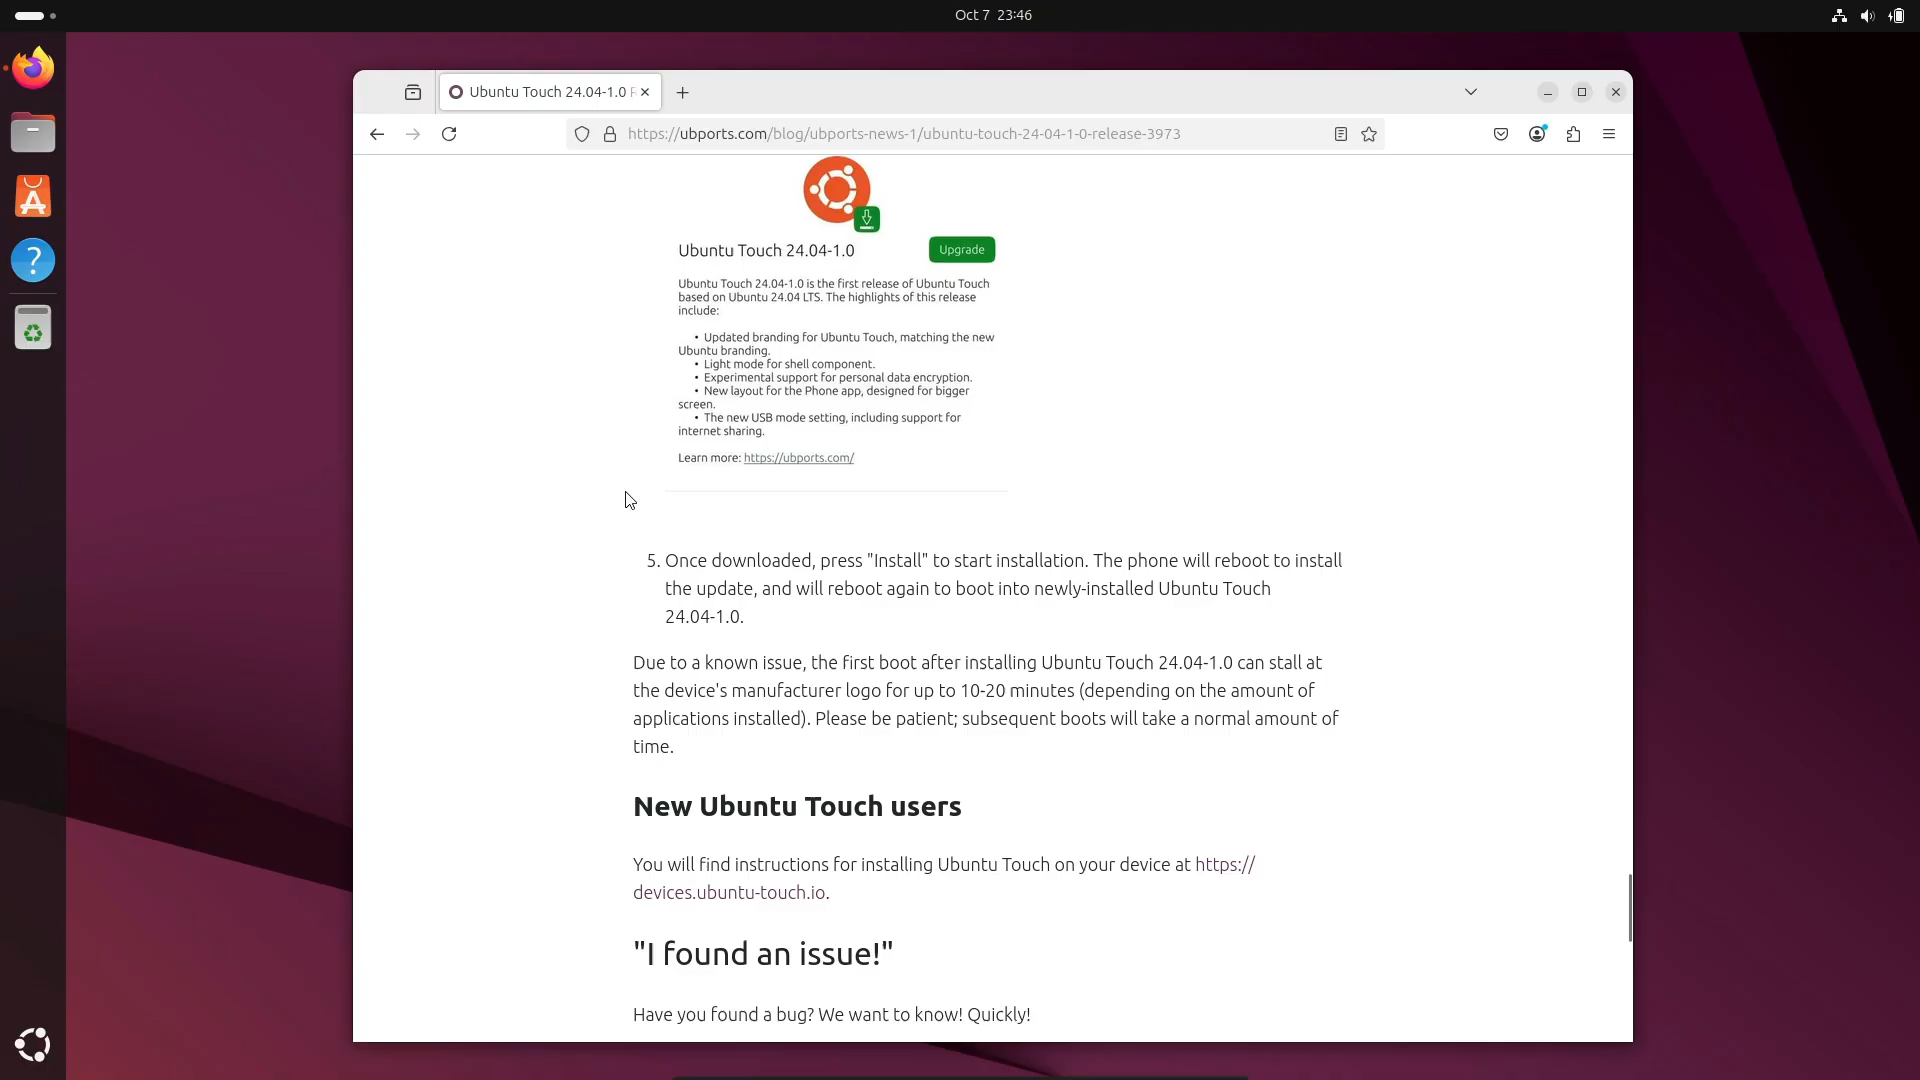 Oct 7 23:46
Ubuntu Touch 24.04-1.0 R
https://ubports.com/blog/ubports-news-1/ubuntu-touch-24-04-1-0-release-3973
Ubuntu Touch 24.04-1.0
Upgrade
Ubuntu Touch 24.04-1.0 is the first release of Ubuntu Touch
based on Ubuntu 24.04 LTS. The highlights of this release
include:
• Updated branding for Ubuntu Touch, matching the new
Ubuntu branding.
• Light mode for shell component.
• Experimental support for personal data encryption.
• New layout for the Phone app, designed for bigger
screen.
• The new USB mode setting, including support for
internet sharing.
Learn more: https://ubports.com/
5. Once downloaded, press "Install" to start installation. The phone will reboot to install
the update, and will reboot again to boot into newly-installed Ubuntu Touch
24.04-1.0.
Due to a known issue, the first boot after installing Ubuntu Touch 24.04-1.0 can stall at
the device's manufacturer logo for up to 10-20 minutes (depending on the amount of
applications installed). Please be patient; subsequent boots will take a normal amount of
time.
New Ubuntu Touch users
You will find instructions for installing Ubuntu Touch on your device at https://
devices.ubuntu-touch.io.
"I found an issue!"
Have you found a bug? We want to know! Quickly!